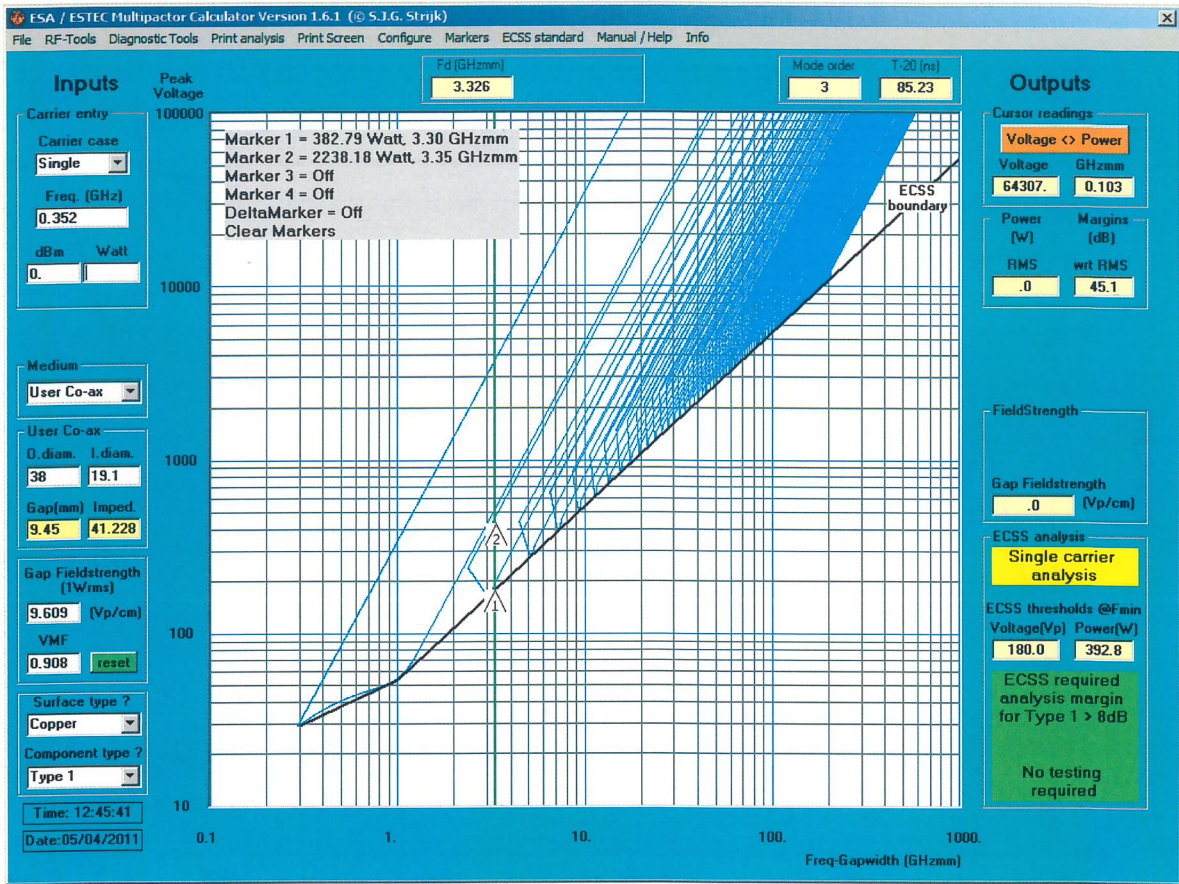 ESA / ESTEC Multipactor Calculator Version 1.6.1 (© S.J.G. Strijk)
File RF-Tools Diagnostic Tools Print analysis Print Screen Configure Markers ECSS standard Manual / Help Info
Inputs
Carrier entry
Carrier case
Single
Freq. (GHz)
0.352
dBm Watt
0.
Medium
User Co-ax
User Co-ax
O.diam. I.diam.
38 19.1
Gap(mm) Imped.
9.45 41.228
Gap Fieldstrength
(1Wrms)
9.609 (Vp/cm)
VMF
0.908 reset
Surface type ?
Copper
Component type ?
Type 1
Time: 12:45:41
Date:05/04/2011
Fd (GHzmm)
3.326
Mode order T-20 (ns)
3 85.23
Peak
Voltage
100000
10000
1000
100
10
0.1 1. 10. 100. 1000.
Freq-Gapwidth (GHzmm)
Marker 1 = 382.79 Watt, 3.30 GHzmm
Marker 2 = 2238.18 Watt, 3.35 GHzmm
Marker 3 = Off
Marker 4 = Off
DeltaMarker = Off
Clear Markers
ECSS
boundary
2
1
Outputs
Cursor readings
Voltage <> Power
Voltage GHzmm
64307. 0.103
Power Margins
(W) (dB)
RMS wrt RMS
.0 45.1
FieldStrength
Gap Fieldstrength
.0 (Vp/cm)
ECSS analysis
Single carrier
analysis
ECSS thresholds @Fmin
Voltage(Vp) Power(W)
180.0 392.8
ECSS required
analysis margin
for Type 1 > 8dB
No testing
required